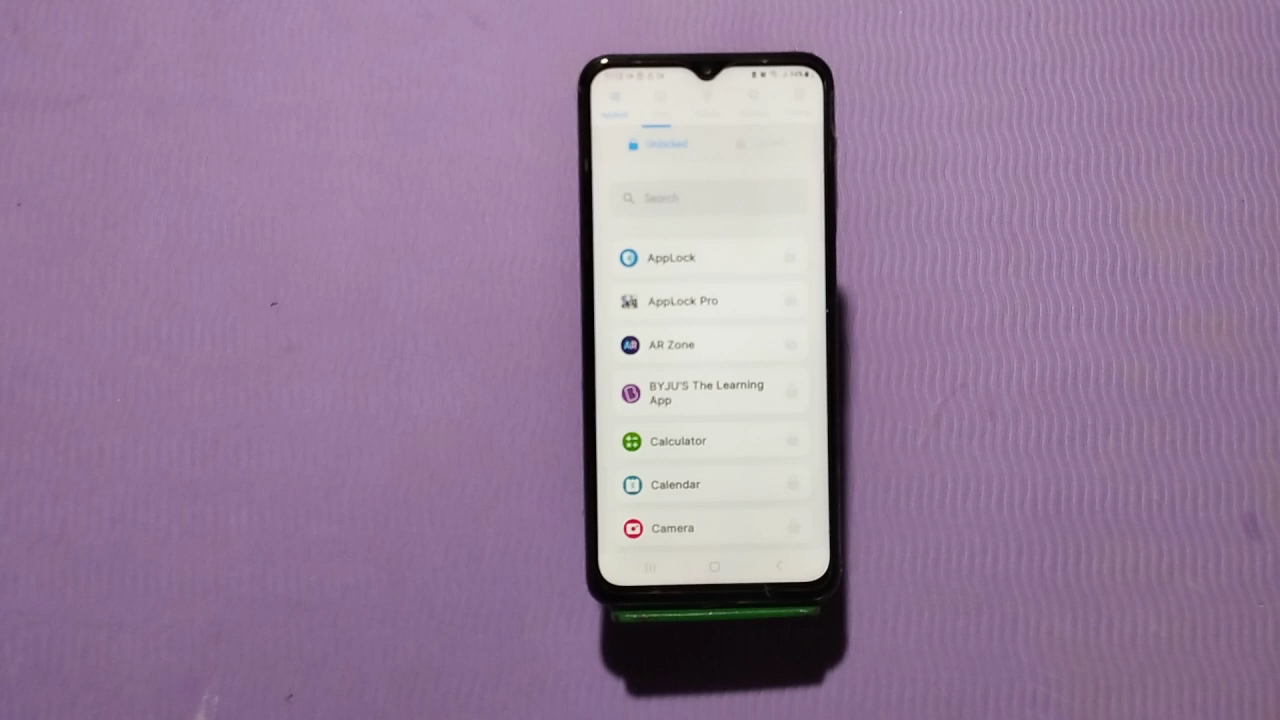 Unlocked
Search
AppLock
AppLock Pro
AR Zone
BYJU'S The Learning
App
Calculator
Calendar
Camera